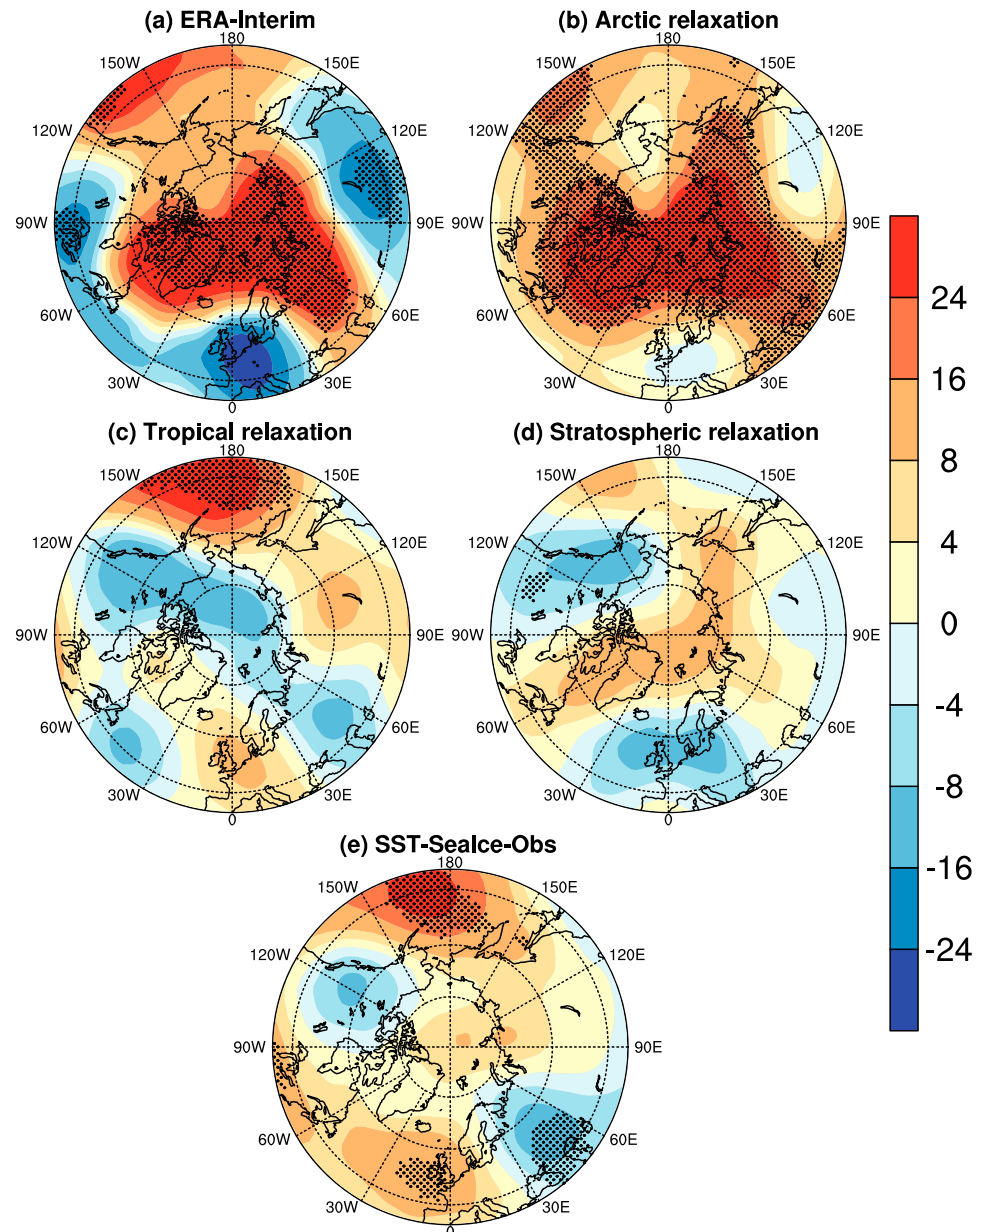 (a) ERA-Interim
(b) Arctic relaxation
180
150W
150E
120W
120E
90W
90E
60W
60E
30W
30E
0
180
150W
150E
120W
120E
90W
90E
60W
60E
30W
30E
0
(c) Tropical relaxation
(d) Stratospheric relaxation
180
150W
150E
120W
120E
90W
90E
60W
60E
30W
30E
0
180
150W
150E
120W
120E
90W
90E
60W
60E
30W
30E
0
(e) SST-SeaIce-Obs
180
150W
150E
120W
120E
90W
90E
60W
60E
30W
30E
0
24
16
8
4
0
-4
-8
-16
-24